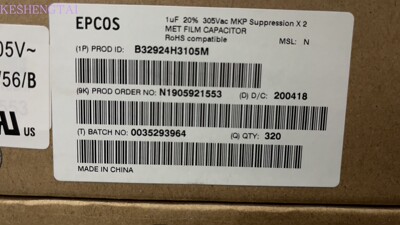 KESHENGTAI
05V~
/56/B
US
EPCOS
1uF 20% 305Vac MKP Suppression X2
MET FILM CAPACITOR
RoHS compatible
MSL: N
(1P) PROD ID: B32924H3105M
(9K) PROD ORDER NO: N1905921553 (D) D/C: 200418
(T) BATCH NO: 0035293964 (Q) QTY: 320
MADE IN CHINA